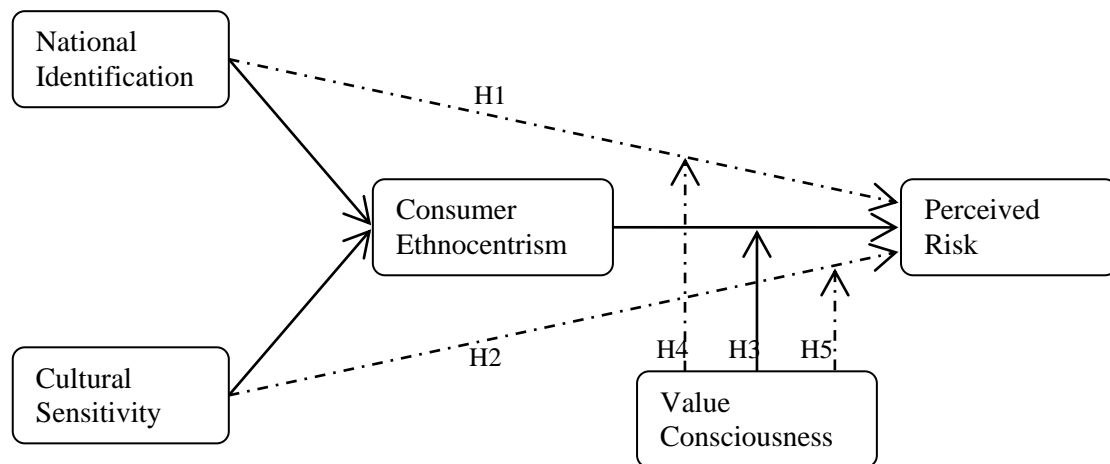 National
Identification
H1
Consumer
Ethnocentrism
Perceived
Risk
H2
H4
H3
H5
Cultural
Sensitivity
Value
Consciousness